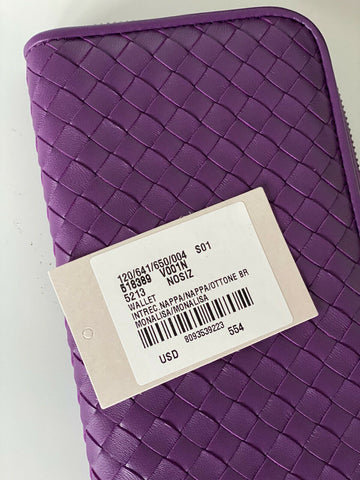 120/641/650/004 S01
518389 V001N
5213 NOSIZ
WALLET
INTREC.NAPPA/NAPPA/OTTONE BR
MONALISA/MONALISA
8093539223
USD 554